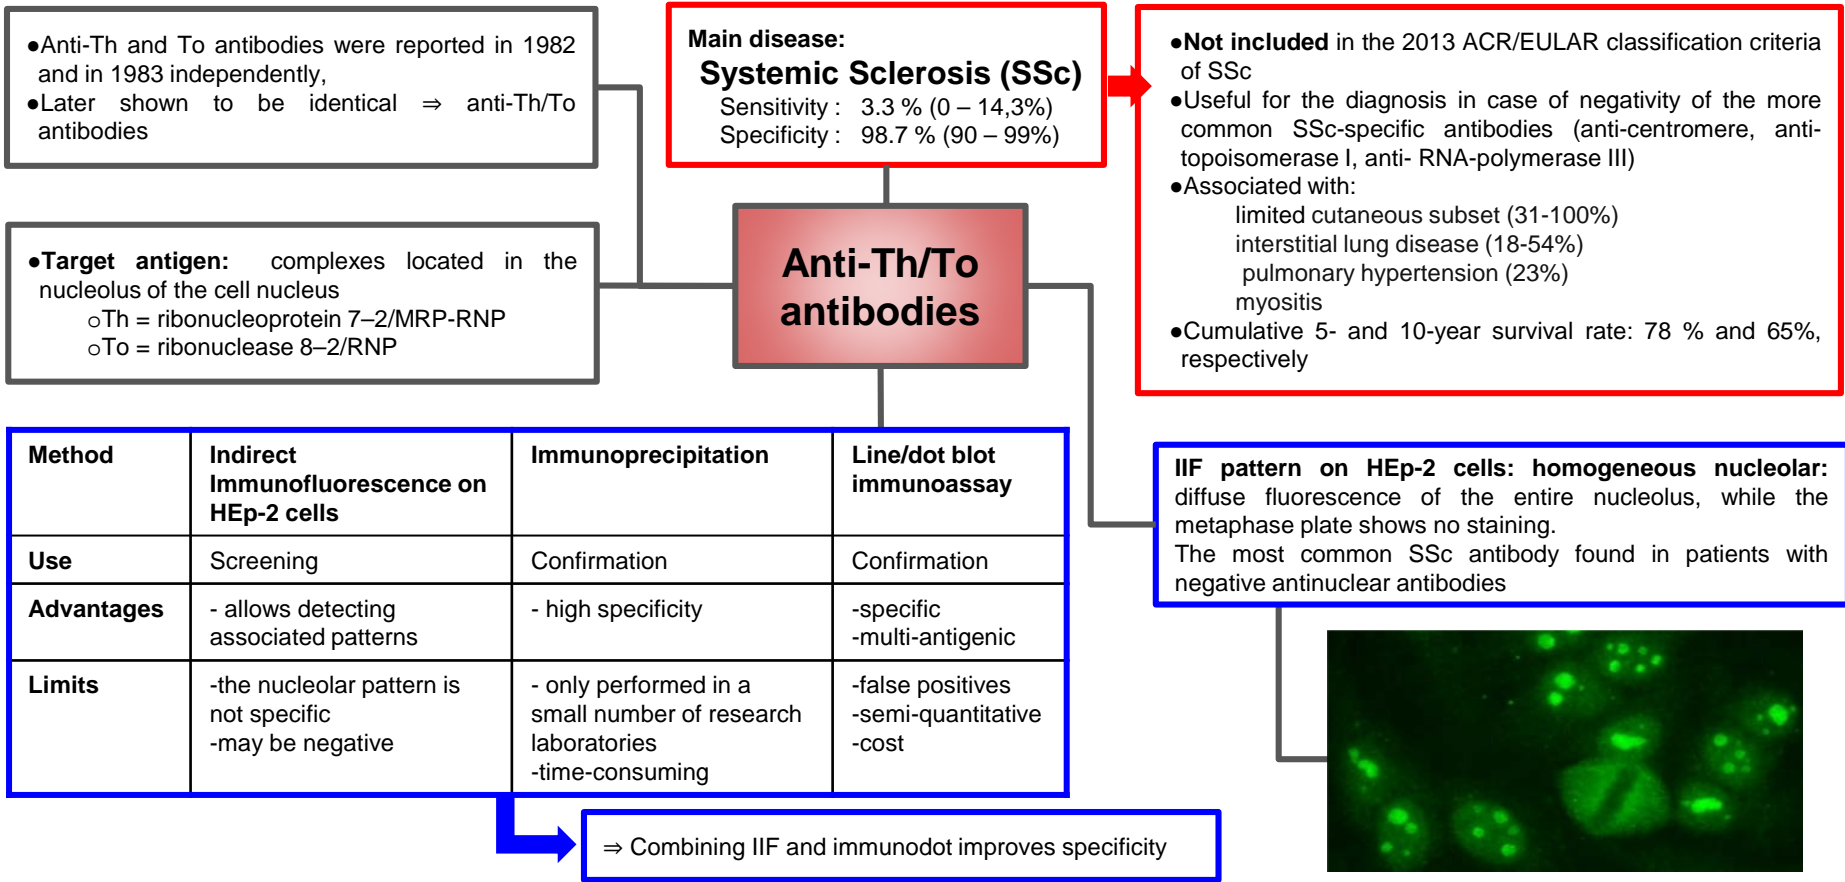 ●Anti-Th and To antibodies were reported in 1982
and in 1983 independently,
●Later shown to be identical ⇒ anti-Th/To
antibodies
Main disease:
Systemic Sclerosis (SSc)
Sensitivity : 3.3 % (0 – 14,3%)
Specificity : 98.7 % (90 – 99%)
●Not included in the 2013 ACR/EULAR classification criteria
of SSc
●Useful for the diagnosis in case of negativity of the more
common SSc-specific antibodies (anti-centromere, anti-
topoisomerase I, anti- RNA-polymerase III)
●Associated with:
limited cutaneous subset (31-100%)
interstitial lung disease (18-54%)
pulmonary hypertension (23%)
myositis
●Cumulative 5- and 10-year survival rate: 78 % and 65%,
respectively
●Target antigen: complexes located in the
nucleolus of the cell nucleus
oTh = ribonucleoprotein 7–2/MRP-RNP
oTo = ribonuclease 8–2/RNP
Anti-Th/To
antibodies
Method
Indirect
Immunofluorescence on
HEp-2 cells
Immunoprecipitation
Line/dot blot
immunoassay
Use
Screening
Confirmation
Confirmation
Advantages
- allows detecting
associated patterns
- high specificity
-specific
-multi-antigenic
Limits
-the nucleolar pattern is
not specific
-may be negative
- only performed in a
small number of research
laboratories
-time-consuming
-false positives
-semi-quantitative
-cost
⇒ Combining IIF and immunodot improves specificity
IIF pattern on HEp-2 cells: homogeneous nucleolar:
diffuse fluorescence of the entire nucleolus, while the
metaphase plate shows no staining.
The most common SSc antibody found in patients with
negative antinuclear antibodies